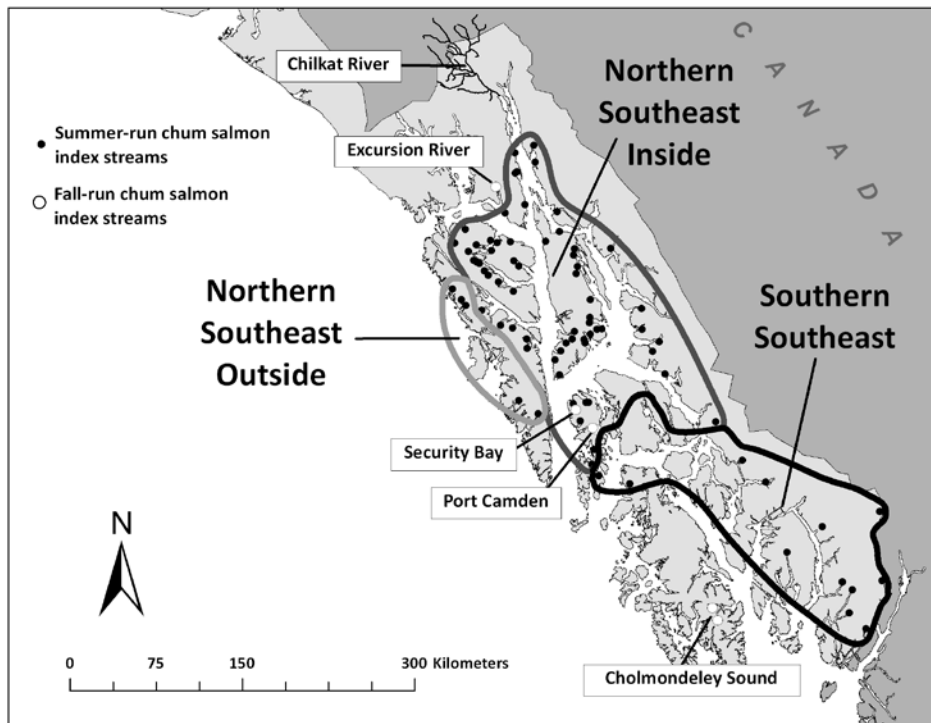 Chilkat River
CANADA
Northern
Southeast
Inside
Summer-run chum salmon
index streams
Excursion River
Fall-run chum salmon
index streams
Northern
Southeast
Outside
Southern
Southeast
Security Bay
Port Camden
N
Cholmondeley Sound
0 75 150 300 Kilometers